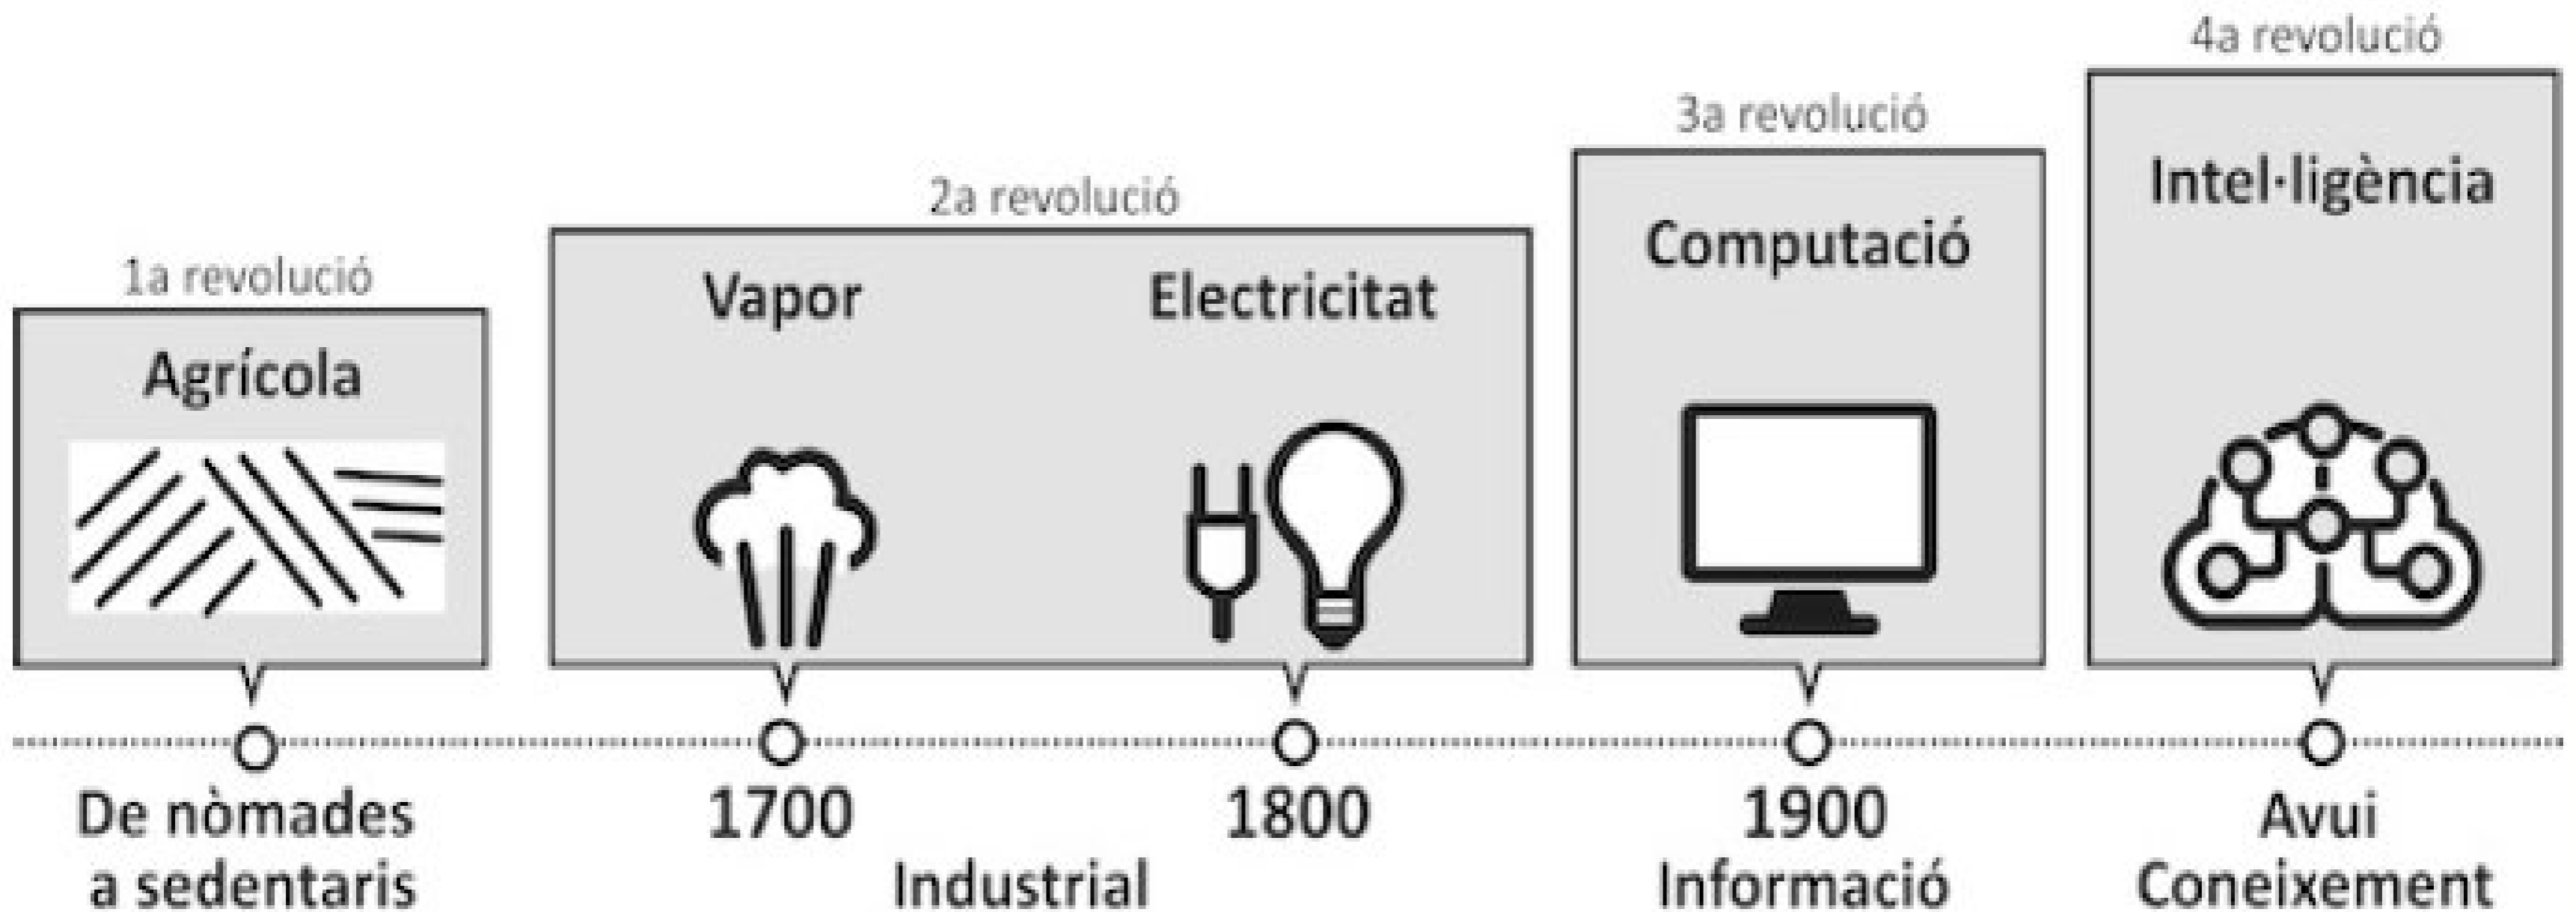 1a revolució
Agrícola
De nòmades
a sedentaris
2a revolució
Vapor
Electricitat
1700
1800
Industrial
3a revolució
Computació
1900
Informació
4a revolució
Intel·ligència
Avui
Coneixement